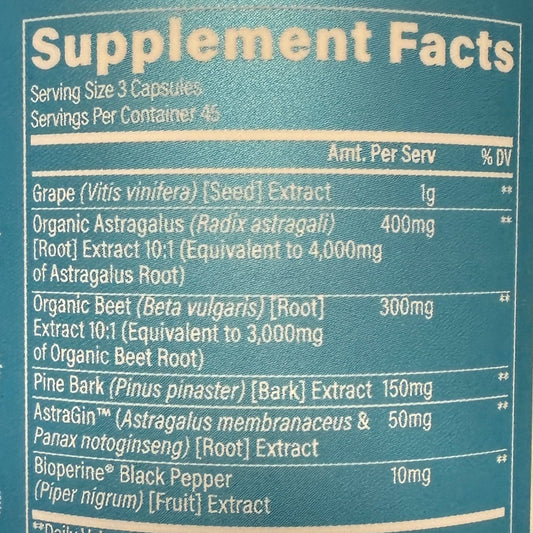 Supplement Facts
Serving Size 3 Capsules
Servings Per Container 45
Amt. Per Serv % DV
Grape (Vitis vinifera) [Seed] Extract 1g **
Organic Astragalus (Radix astragali) 400mg **
[Root] Extract 10:1 (Equivalent to 4,000mg
of Astragalus Root)
Organic Beet (Beta vulgaris) [Root] 300mg **
Extract 10:1 (Equivalent to 3,000mg
of Organic Beet Root)
Pine Bark (Pinus pinaster) [Bark] Extract 150mg **
AstraGin™ (Astragalus membranaceus & 50mg **
Panax notoginseng) [Root] Extract
Bioperine® Black Pepper 10mg **
(Piper nigrum) [Fruit] Extract
**Daily